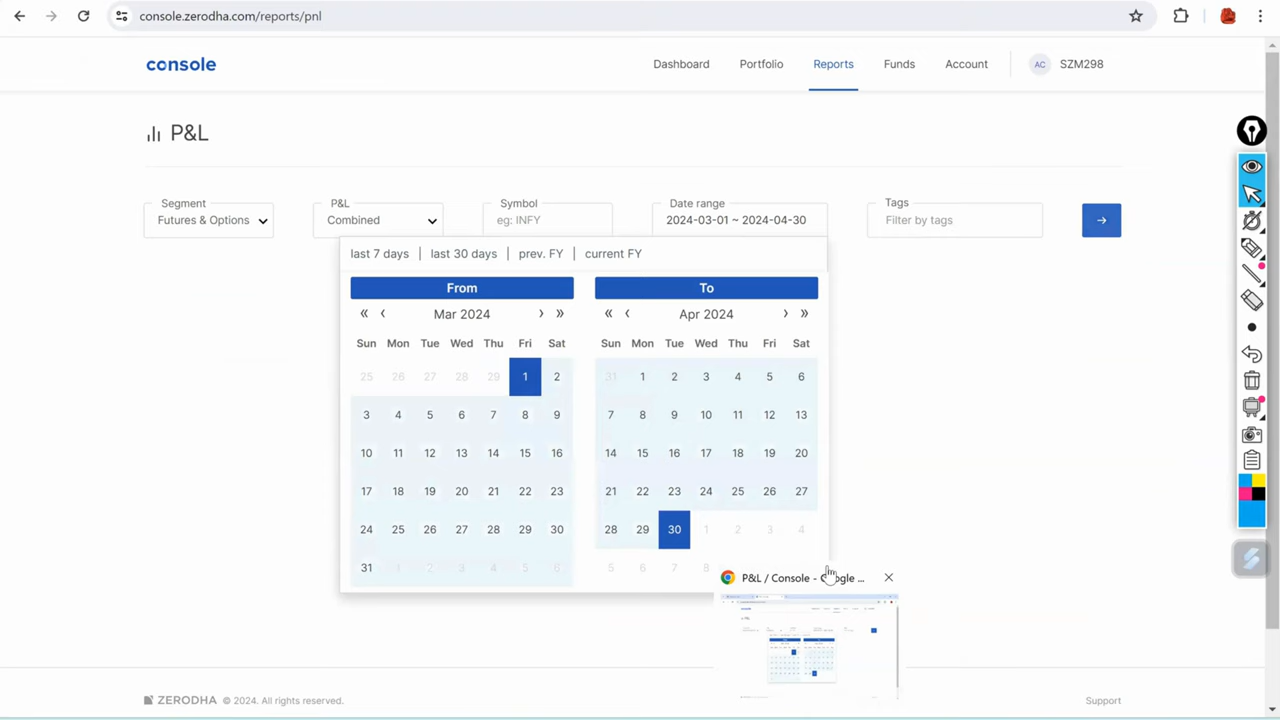 console.zerodha.com/reports/pnl
console
Dashboard Portfolio Reports Funds Account AC SZM298
P&L
Segment P&L Symbol Date range Tags
Futures & Options Combined eg: INFY 2024-03-01 ~ 2024-04-30 Filter by tags
last 7 days | last 30 days | prev. FY | current FY
From To
« ‹ Mar 2024 › » « ‹ Apr 2024 › »
Sun Mon Tue Wed Thu Fri Sat Sun Mon Tue Wed Thu Fri Sat
25 26 27 28 29 1 2 31 1 2 3 4 5 6
3 4 5 6 7 8 9 7 8 9 10 11 12 13
10 11 12 13 14 15 16 14 15 16 17 18 19 20
17 18 19 20 21 22 23 21 22 23 24 25 26 27
24 25 26 27 28 29 30 28 29 30 1 2 3 4
31 1 2 3 4 5 6 5 6 7 8
P&L / Console - Google ...
ZERODHA © 2024. All rights reserved. Support